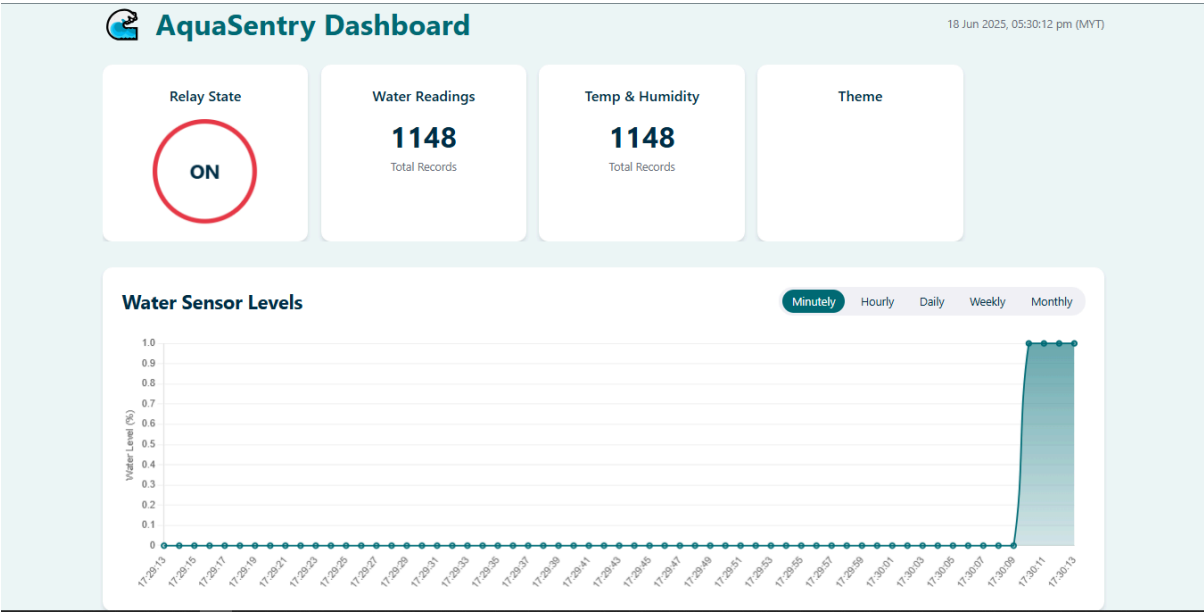 AquaSentry Dashboard
18 Jun 2025, 05:30:12 pm (MYT)
Relay State
ON
Water Readings
1148
Total Records
Temp & Humidity
1148
Total Records
Theme
Water Sensor Levels
Minutely Hourly Daily Weekly Monthly
Water Level (%)
1.0
0.9
0.8
0.7
0.6
0.5
0.4
0.3
0.2
0.1
0
17:29:13 17:29:15 17:29:17 17:29:19 17:29:21 17:29:23 17:29:25 17:29:27 17:29:29 17:29:31 17:29:33 17:29:35 17:29:37 17:29:39 17:29:41 17:29:43 17:29:45 17:29:47 17:29:49 17:29:51 17:29:53 17:29:55 17:29:57 17:29:59 17:30:01 17:30:03 17:30:05 17:30:07 17:30:09 17:30:11 17:30:13